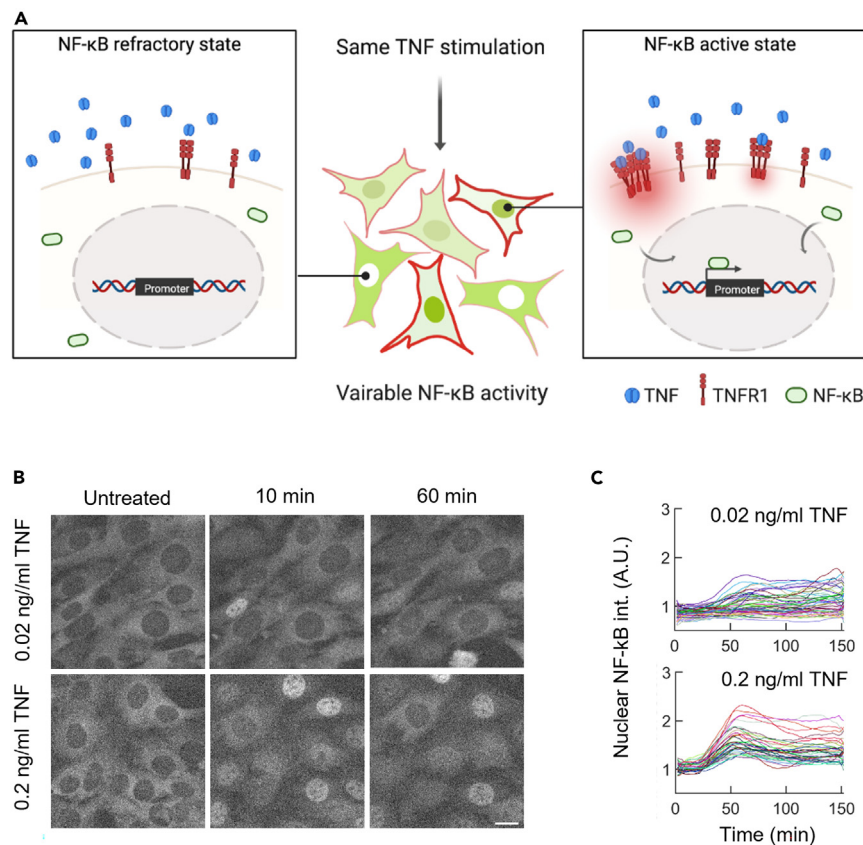 A
NF-κB refractory state
Same TNF stimulation
NF-κB active state
Promoter
Promoter
Vairable NF-κB activity
TNF
TNFR1
NF-κB
B
Untreated
10 min
60 min
0.02 ng//ml TNF
0.2 ng/ml TNF
C
Nuclear NF-kB int. (A.U.)
3
0.02 ng/ml TNF
2
1
0
50
100
150
3
0.2 ng/ml TNF
2
1
0
50
100
150
Time (min)